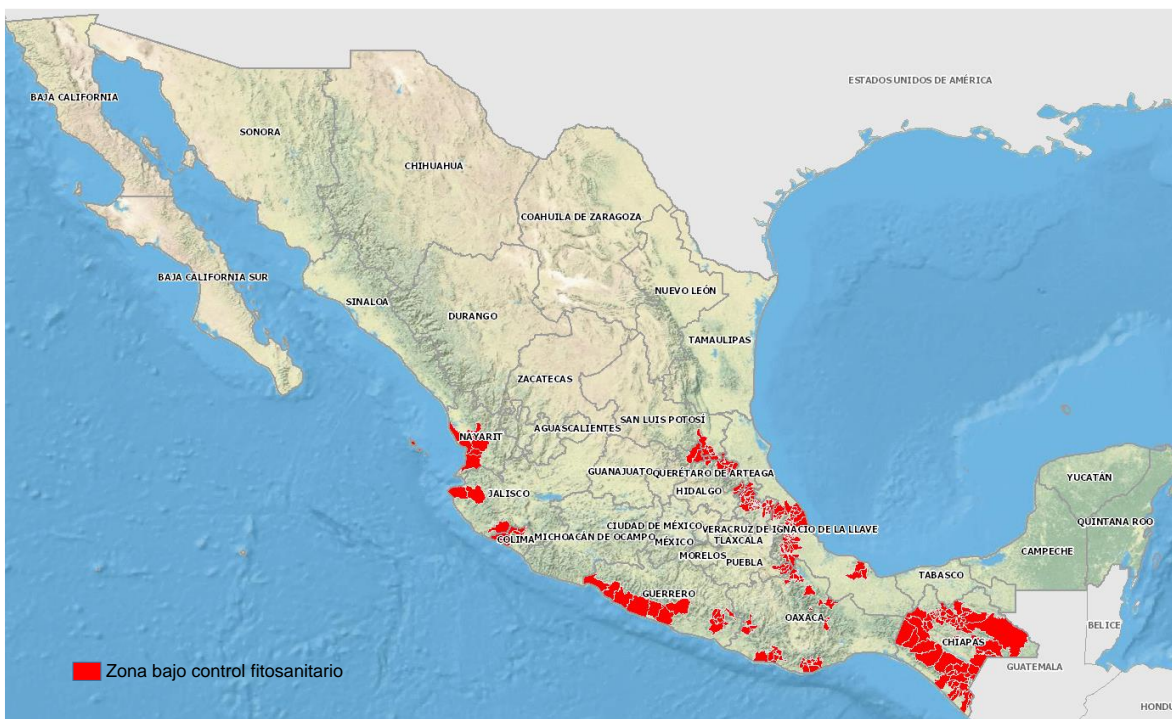 ESTADOS UNIDOS DE AMÉRICA
BAJA CALIFORNIA
SONORA
CHIHUAHUA
COAHUILA DE ZARAGOZA
BAJA CALIFORNIA SUR
NUEVO LEÓN
SINALOA
DURANGO
TAMAULIPAS
ZACATECAS
SAN LUIS POTOSÍ
AGUASCALIENTES
NAYARIT
GUANAJUATO
QUERÉTARO DE ARTEAGA
YUCATÁN
JALISCO
HIDALGO
QUINTANA ROO
CIUDAD DE MÉXICO
VERACRUZ DE IGNACIO DE LA LLAVE
COLIMA
MICHOACÁN DE OCAMPO
MÉXICO
TLAXCALA
CAMPECHE
MORELOS
PUEBLA
TABASCO
GUERRERO
OAXACA
BELICE
CHIAPAS
GUATEMALA
Zona bajo control fitosanitario
HONDU